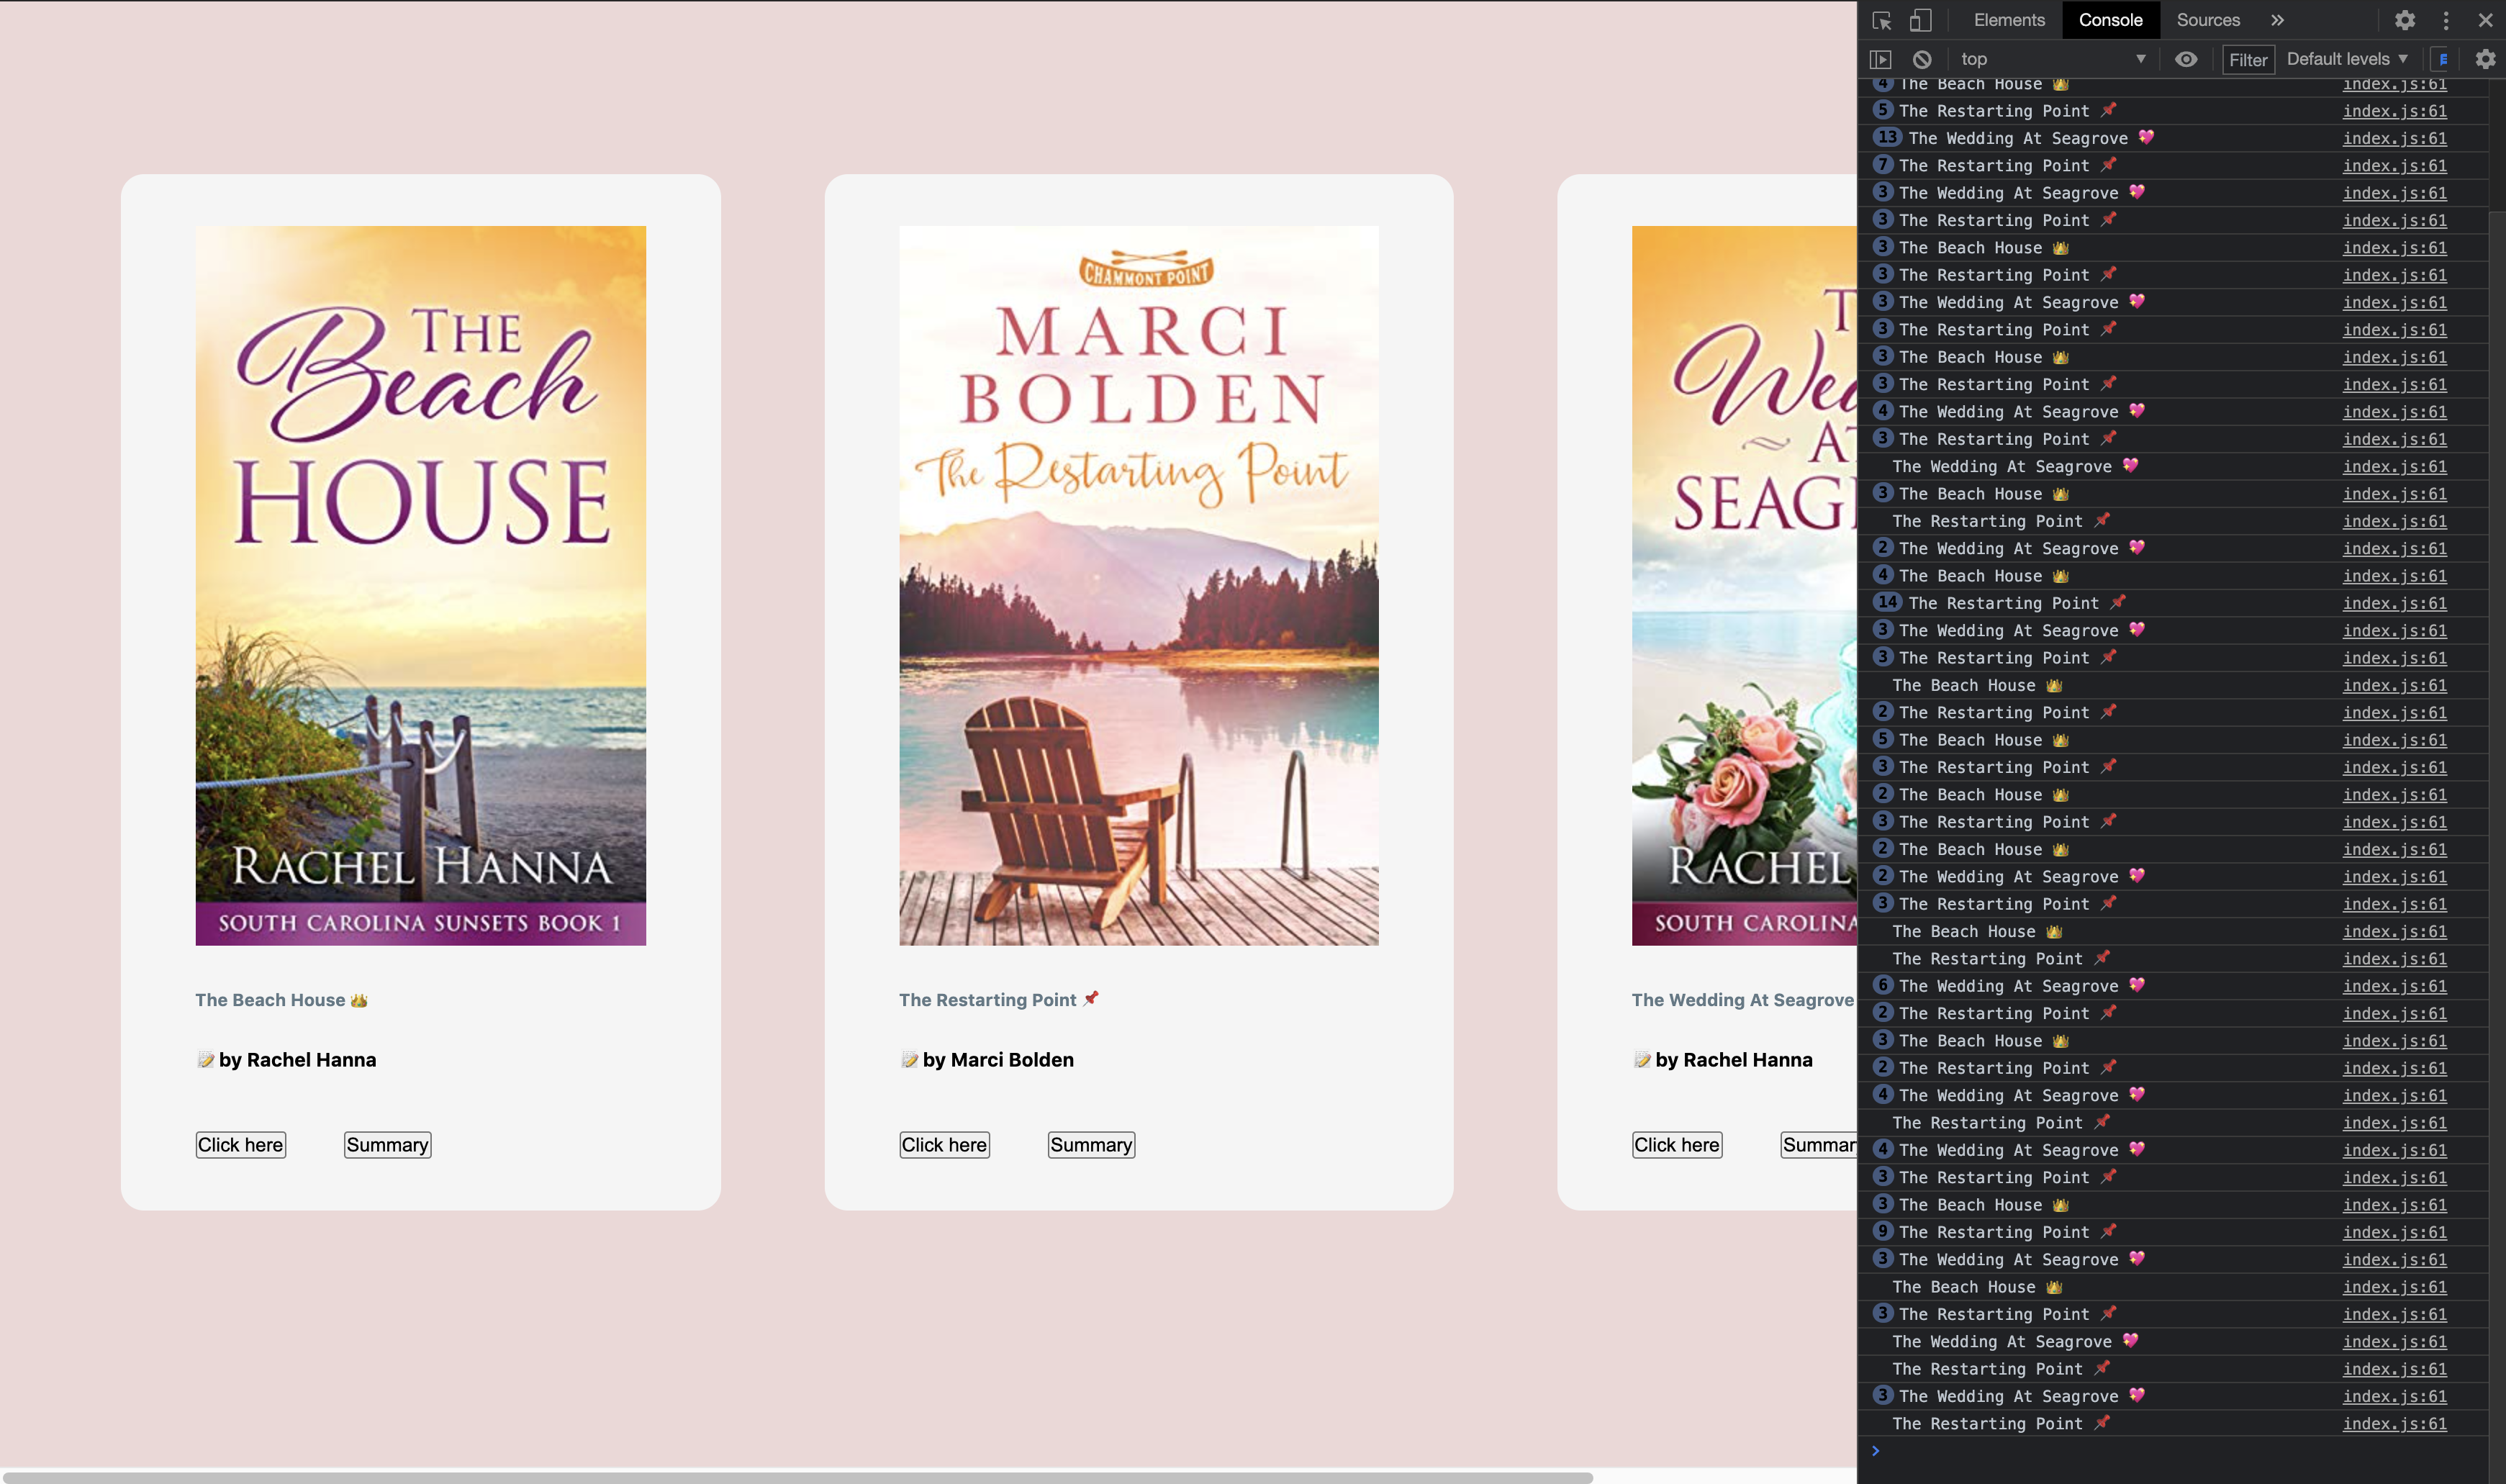 THE
Beach
HOUSE
RACHEL HANNA
SOUTH CAROLINA SUNSETS BOOK 1
The Beach House 👑
📝 by Rachel Hanna
Click here Summary
CHAMMONT POINT
MARCI
BOLDEN
The Restarting Point
The Restarting Point 📌
📝 by Marci Bolden
Click here Summary
T
Wed
AT
SEAG
RACHEL
SOUTH CAROLINA
The Wedding At Seagrove
📝 by Rachel Hanna
Click here Summar
Elements Console Sources »
top Filter Default levels
4 The Beach House 👑 index.js:61
5 The Restarting Point 📌 index.js:61
13 The Wedding At Seagrove 💖 index.js:61
7 The Restarting Point 📌 index.js:61
3 The Wedding At Seagrove 💖 index.js:61
3 The Restarting Point 📌 index.js:61
3 The Beach House 👑 index.js:61
3 The Restarting Point 📌 index.js:61
3 The Wedding At Seagrove 💖 index.js:61
3 The Restarting Point 📌 index.js:61
3 The Beach House 👑 index.js:61
3 The Restarting Point 📌 index.js:61
4 The Wedding At Seagrove 💖 index.js:61
3 The Restarting Point 📌 index.js:61
The Wedding At Seagrove 💖 index.js:61
3 The Beach House 👑 index.js:61
The Restarting Point 📌 index.js:61
2 The Wedding At Seagrove 💖 index.js:61
4 The Beach House 👑 index.js:61
14 The Restarting Point 📌 index.js:61
3 The Wedding At Seagrove 💖 index.js:61
3 The Restarting Point 📌 index.js:61
The Beach House 👑 index.js:61
2 The Restarting Point 📌 index.js:61
5 The Beach House 👑 index.js:61
3 The Restarting Point 📌 index.js:61
2 The Beach House 👑 index.js:61
3 The Restarting Point 📌 index.js:61
2 The Beach House 👑 index.js:61
2 The Wedding At Seagrove 💖 index.js:61
3 The Restarting Point 📌 index.js:61
The Beach House 👑 index.js:61
The Restarting Point 📌 index.js:61
6 The Wedding At Seagrove 💖 index.js:61
2 The Restarting Point 📌 index.js:61
3 The Beach House 👑 index.js:61
2 The Restarting Point 📌 index.js:61
4 The Wedding At Seagrove 💖 index.js:61
The Restarting Point 📌 index.js:61
4 The Wedding At Seagrove 💖 index.js:61
3 The Restarting Point 📌 index.js:61
3 The Beach House 👑 index.js:61
9 The Restarting Point 📌 index.js:61
3 The Wedding At Seagrove 💖 index.js:61
The Beach House 👑 index.js:61
3 The Restarting Point 📌 index.js:61
The Wedding At Seagrove 💖 index.js:61
The Restarting Point 📌 index.js:61
3 The Wedding At Seagrove 💖 index.js:61
The Restarting Point 📌 index.js:61